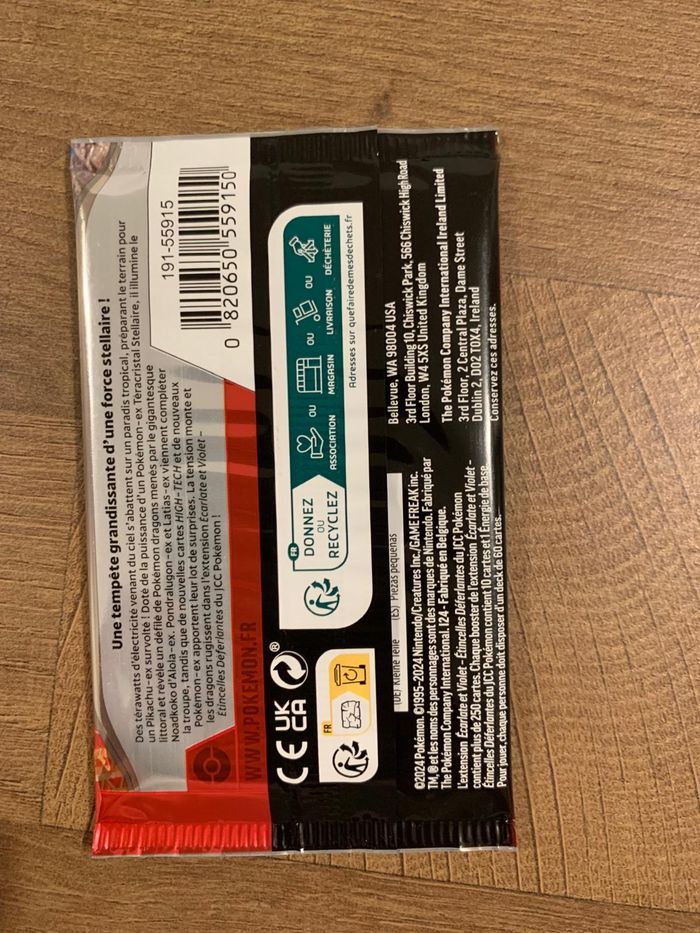 Une tempête grandissante d'une force stellaire !
Des térawatts d'électricité venant du ciel s'abattent sur un paradis tropical, préparant le terrain pour
un Pikachu-ex survolté ! Doté de la puissance d'un Pokémon-ex Téracristal Stellaire, il illumine le
littoral et révèle un défilé de Pokémon dragons menés par le gigantesque
Noadkoko d'Alola-ex. Pondralugon-ex et Latias-ex viennent compléter
la troupe, tandis que de nouvelles cartes HIGH-TECH et de nouveaux
Pokémon-ex apportent leur lot de surprises. La tension monte et
les dragons rugissent dans l'extension Écarlate et Violet –
Étincelles Déferlantes du JCC Pokémon !
191-55915
0 820650 559150
WWW.POKEMON.FR
CE UK CA ®
FR
FR
DONNEZ
OU
RECYCLEZ
ASSOCIATION
OU
MAGASIN
OU
LIVRAISON
OU
DÉCHÈTERIE
Adresses sur quefairedemesdechets.fr
(DE) Kleine Teile (ES) Piezas pequeñas
©2024 Pokémon. ©1995-2024 Nintendo/Creatures Inc./GAME FREAK inc.
TM, ® et les noms des personnages sont des marques de Nintendo. Fabriqué par
The Pokémon Company International. I24 - Fabriqué en Belgique.
L'extension Écarlate et Violet – Étincelles Déferlantes du JCC Pokémon
contient plus de 250 cartes. Chaque booster de l'extension Écarlate et Violet –
Étincelles Déferlantes du JCC Pokémon contient 10 cartes et 1 Énergie de base.
Pour jouer, chaque personne doit disposer d'un deck de 60 cartes.
Bellevue, WA 98004 USA
3rd Floor Building 10, Chiswick Park, 566 Chiswick High Road
London, W4 5XS United Kingdom
The Pokémon Company International Ireland Limited
3rd Floor, 2 Central Plaza, Dame Street
Dublin 2, D02 T0X4, Ireland
Conservez ces adresses.